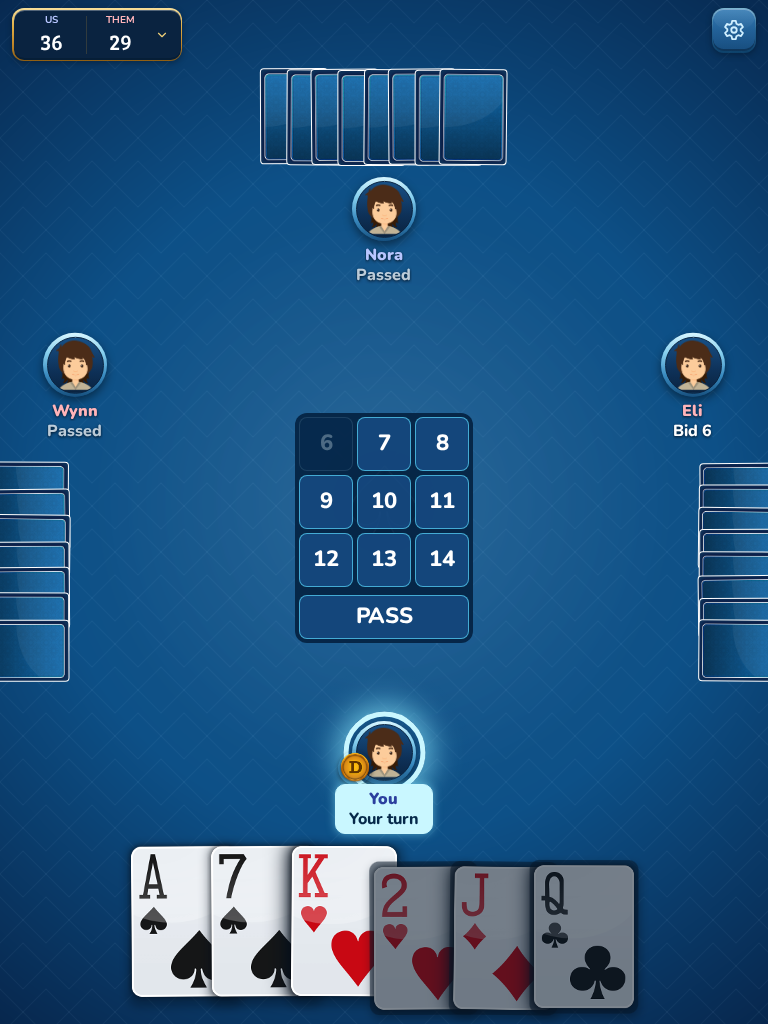 US THEM
36 29
Nora
Passed
Wynn
Passed
Eli
Bid 6
6 7 8
9 10 11
12 13 14
PASS
D
You
Your turn
A 7 K 2 J Q